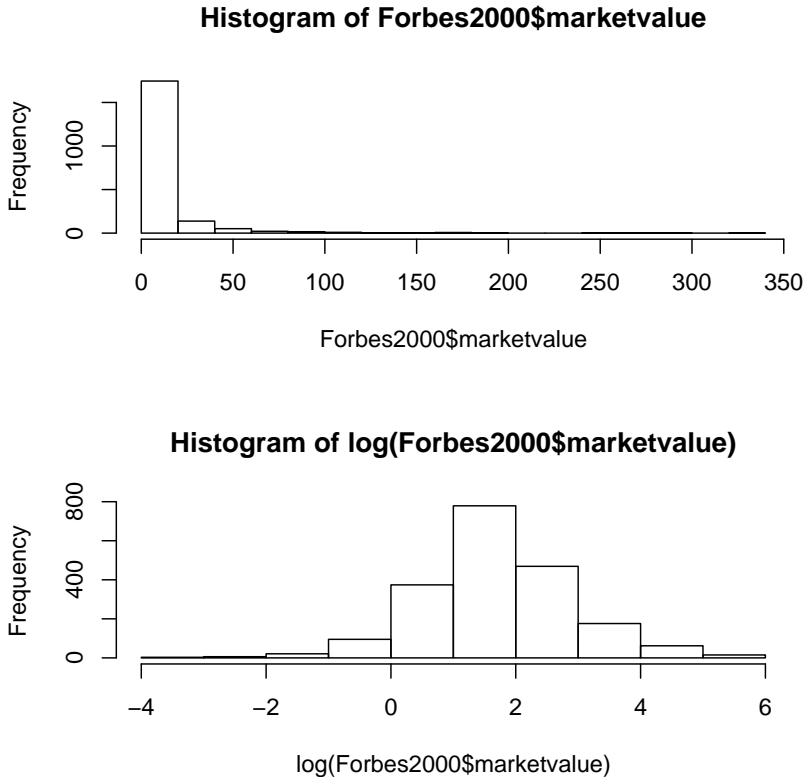 Histogram of Forbes2000$marketvalue
Frequency
0
1000
0 50 100 150 200 250 300 350
Forbes2000$marketvalue
Histogram of log(Forbes2000$marketvalue)
Frequency
0
400
800
−4 −2 0 2 4 6
log(Forbes2000$marketvalue)